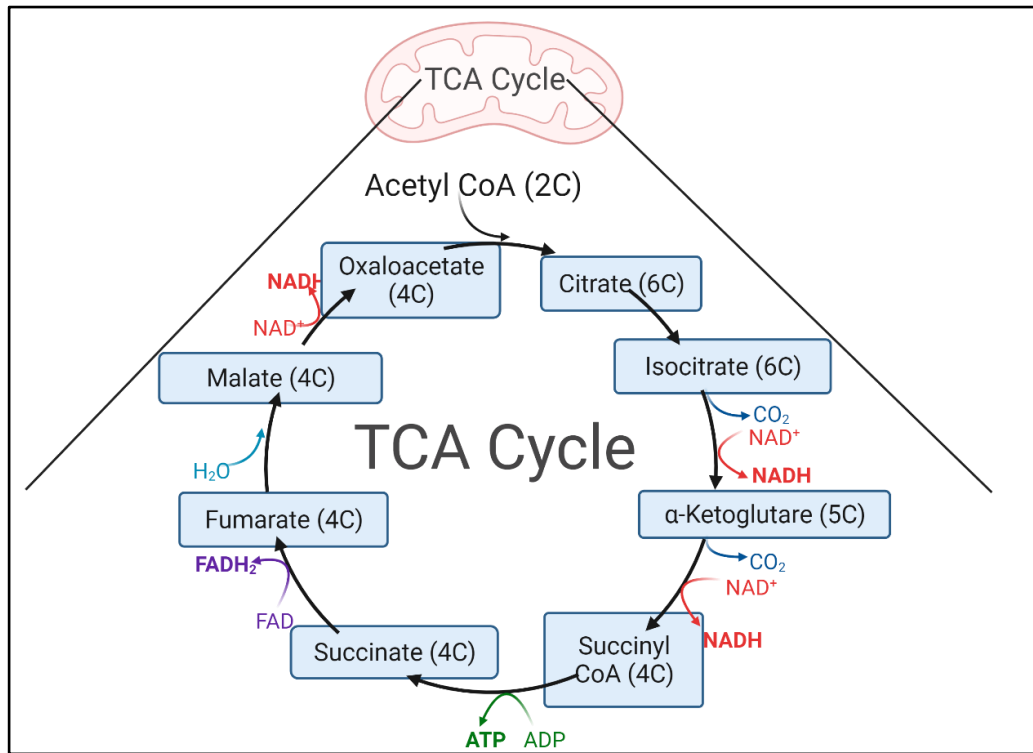 TCA Cycle
Acetyl CoA (2C)
Oxaloacetate
(4C)
Citrate (6C)
NADH
NAD⁺
Isocitrate (6C)
Malate (4C)
CO₂
NAD⁺
NADH
TCA Cycle
H₂O
α-Ketoglutare (5C)
Fumarate (4C)
CO₂
NAD⁺
NADH
FADH₂
FAD
Succinyl
CoA (4C)
Succinate (4C)
ATP ADP